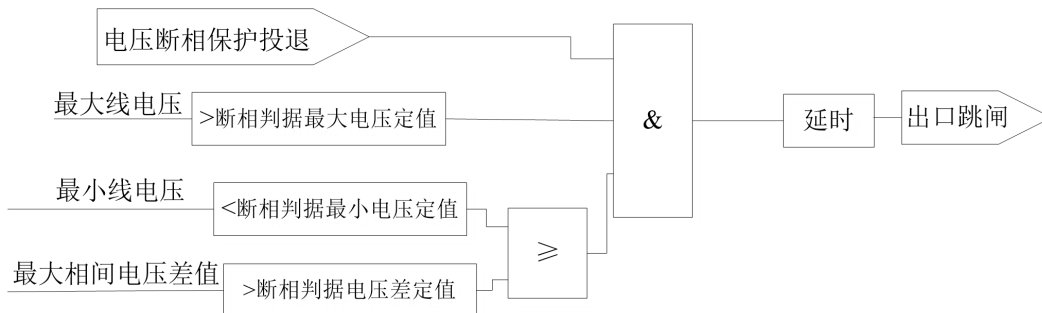 电压断相保护投退
最大线电压
>断相判据最大电压定值
&
延时
出口跳闸
最小线电压
<断相判据最小电压定值
≥
最大相间电压差值
>断相判据电压差定值